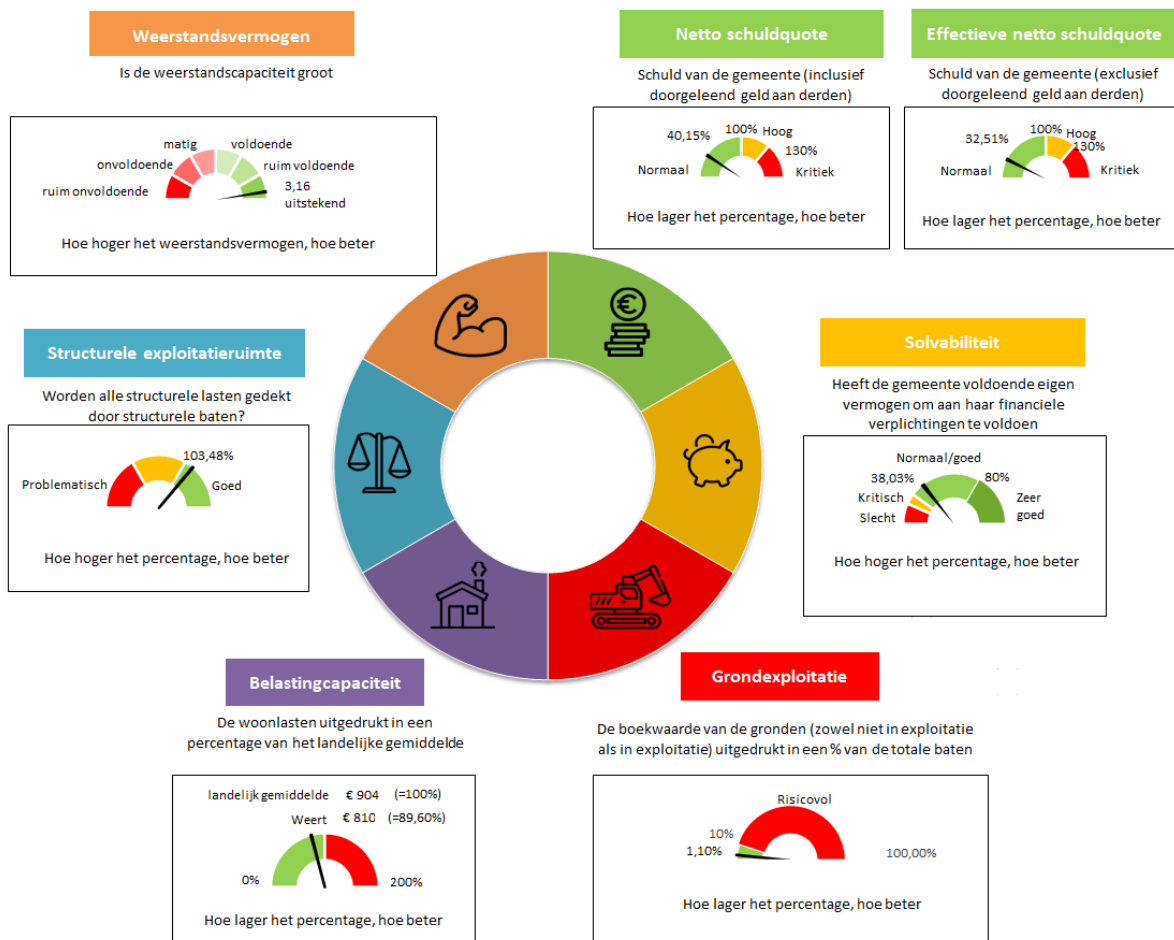 Weerstandsvermogen
Is de weerstandscapaciteit groot
matig
voldoende
onvoldoende
ruim voldoende
ruim onvoldoende
3,16
uitstekend
Hoe hoger het weerstandsvermogen, hoe beter
Netto schuldquote
Schuld van de gemeente (inclusief
doorgeleend geld aan derden)
40,15%
100%
Hoog
130%
Normaal
Kritiek
Hoe lager het percentage, hoe beter
Effectieve netto schuldquote
Schuld van de gemeente (exclusief
doorgeleend geld aan derden)
32,51%
100%
Hoog
130%
Normaal
Kritiek
Hoe lager het percentage, hoe beter
Structurele exploitatieruimte
Worden alle structurele lasten gedekt
door structurele baten?
103,48%
Problematisch
Goed
Hoe hoger het percentage, hoe beter
Solvabiliteit
Heeft de gemeente voldoende eigen
vermogen om aan haar financiele
verplichtingen te voldoen
Normaal/goed
38,03%
80%
Kritisch
Zeer
goed
Slecht
Hoe hoger het percentage, hoe beter
Belastingcapaciteit
De woonlasten uitgedrukt in een
percentage van het landelijke gemiddelde
landelijk gemiddelde € 904 (=100%)
Weert € 810 (=89,60%)
0%
200%
Hoe lager het percentage, hoe beter
Grondexploitatie
De boekwaarde van de gronden (zowel niet in exploitatie
als in exploitatie) uitgedrukt in een % van de totale baten
Risicovol
10%
1,10%
100,00%
Hoe lager het percentage, hoe beter